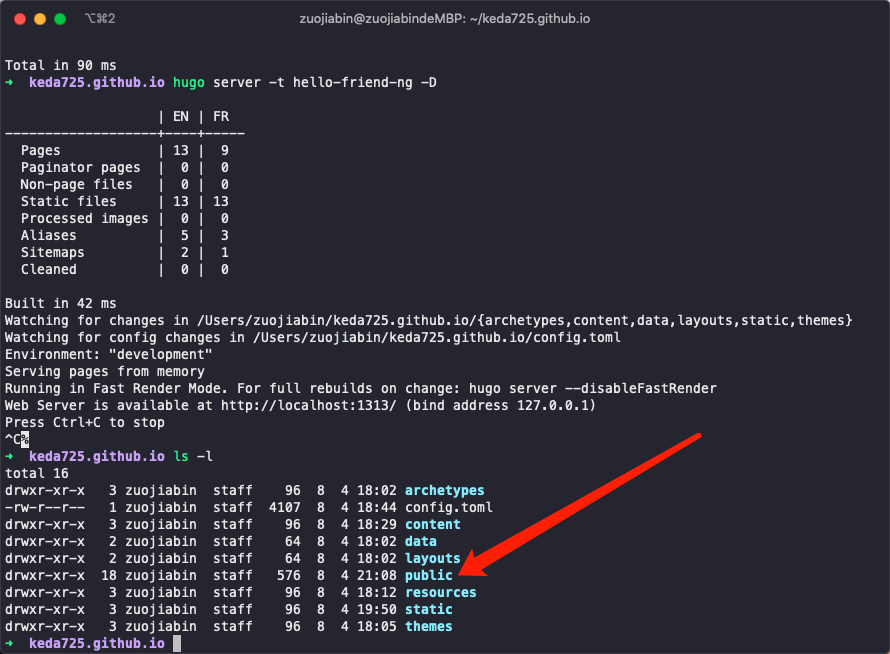 ⌥⌘2 zuojiabin@zuojiabindeMBP: ~/keda725.github.io
Total in 90 ms
➜  keda725.github.io hugo server -t hello-friend-ng -D
                   | EN | FR
-------------------+----+-----
  Pages            | 13 |  9
  Paginator pages  |  0 |  0
  Non-page files   |  0 |  0
  Static files     | 13 | 13
  Processed images |  0 |  0
  Aliases          |  5 |  3
  Sitemaps         |  2 |  1
  Cleaned          |  0 |  0
Built in 42 ms
Watching for changes in /Users/zuojiabin/keda725.github.io/{archetypes,content,data,layouts,static,themes}
Watching for config changes in /Users/zuojiabin/keda725.github.io/config.toml
Environment: "development"
Serving pages from memory
Running in Fast Render Mode. For full rebuilds on change: hugo server --disableFastRender
Web Server is available at http://localhost:1313/ (bind address 127.0.0.1)
Press Ctrl+C to stop
^C%
➜  keda725.github.io ls -l
total 16
drwxr-xr-x   3 zuojiabin  staff    96  8  4 18:02 archetypes
-rw-r--r--   1 zuojiabin  staff  4107  8  4 18:44 config.toml
drwxr-xr-x   3 zuojiabin  staff    96  8  4 18:29 content
drwxr-xr-x   2 zuojiabin  staff    64  8  4 18:02 data
drwxr-xr-x   2 zuojiabin  staff    64  8  4 18:02 layouts
drwxr-xr-x  18 zuojiabin  staff   576  8  4 21:08 public
drwxr-xr-x   3 zuojiabin  staff    96  8  4 18:12 resources
drwxr-xr-x   3 zuojiabin  staff    96  8  4 19:50 static
drwxr-xr-x   3 zuojiabin  staff    96  8  4 18:05 themes
➜  keda725.github.io